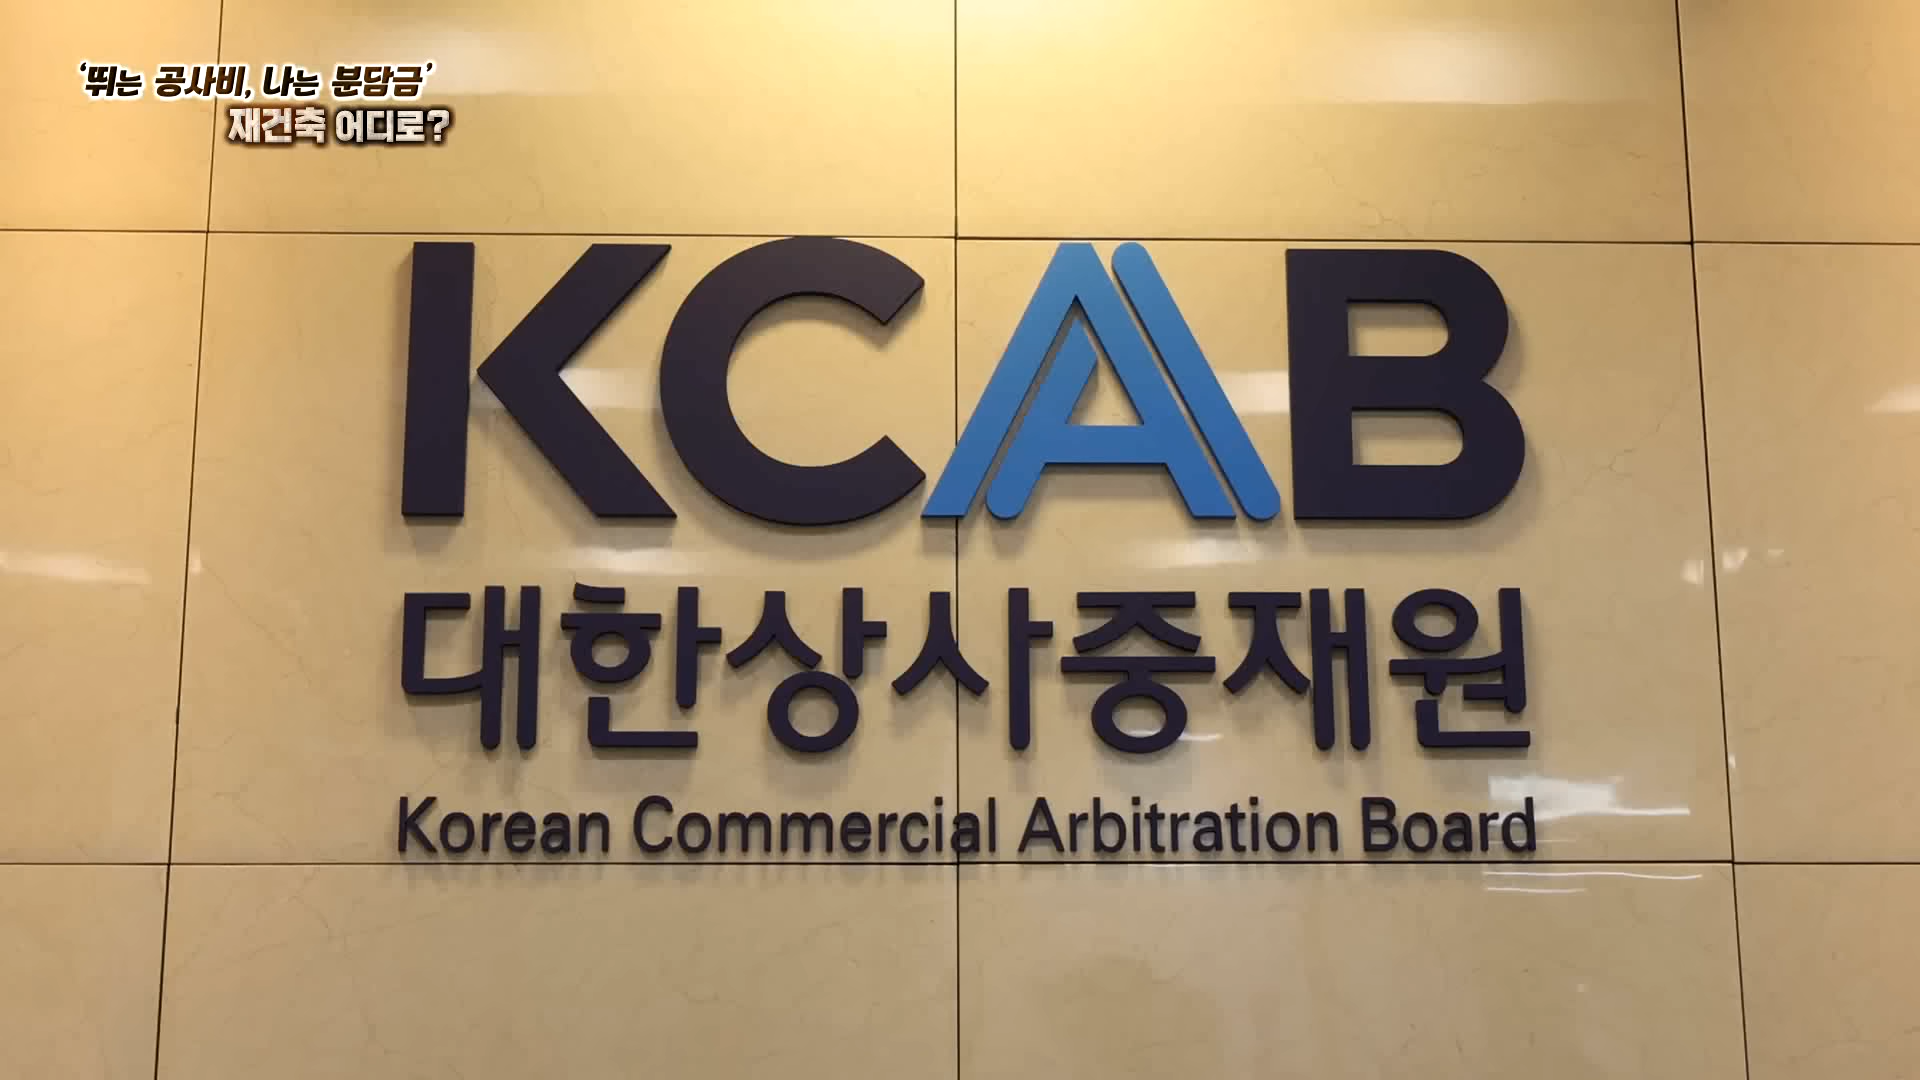 ‘뛰는 공사비, 나는 분담금’
재건축 어디로?
KCAB
대한상사중재원
Korean Commercial Arbitration Board